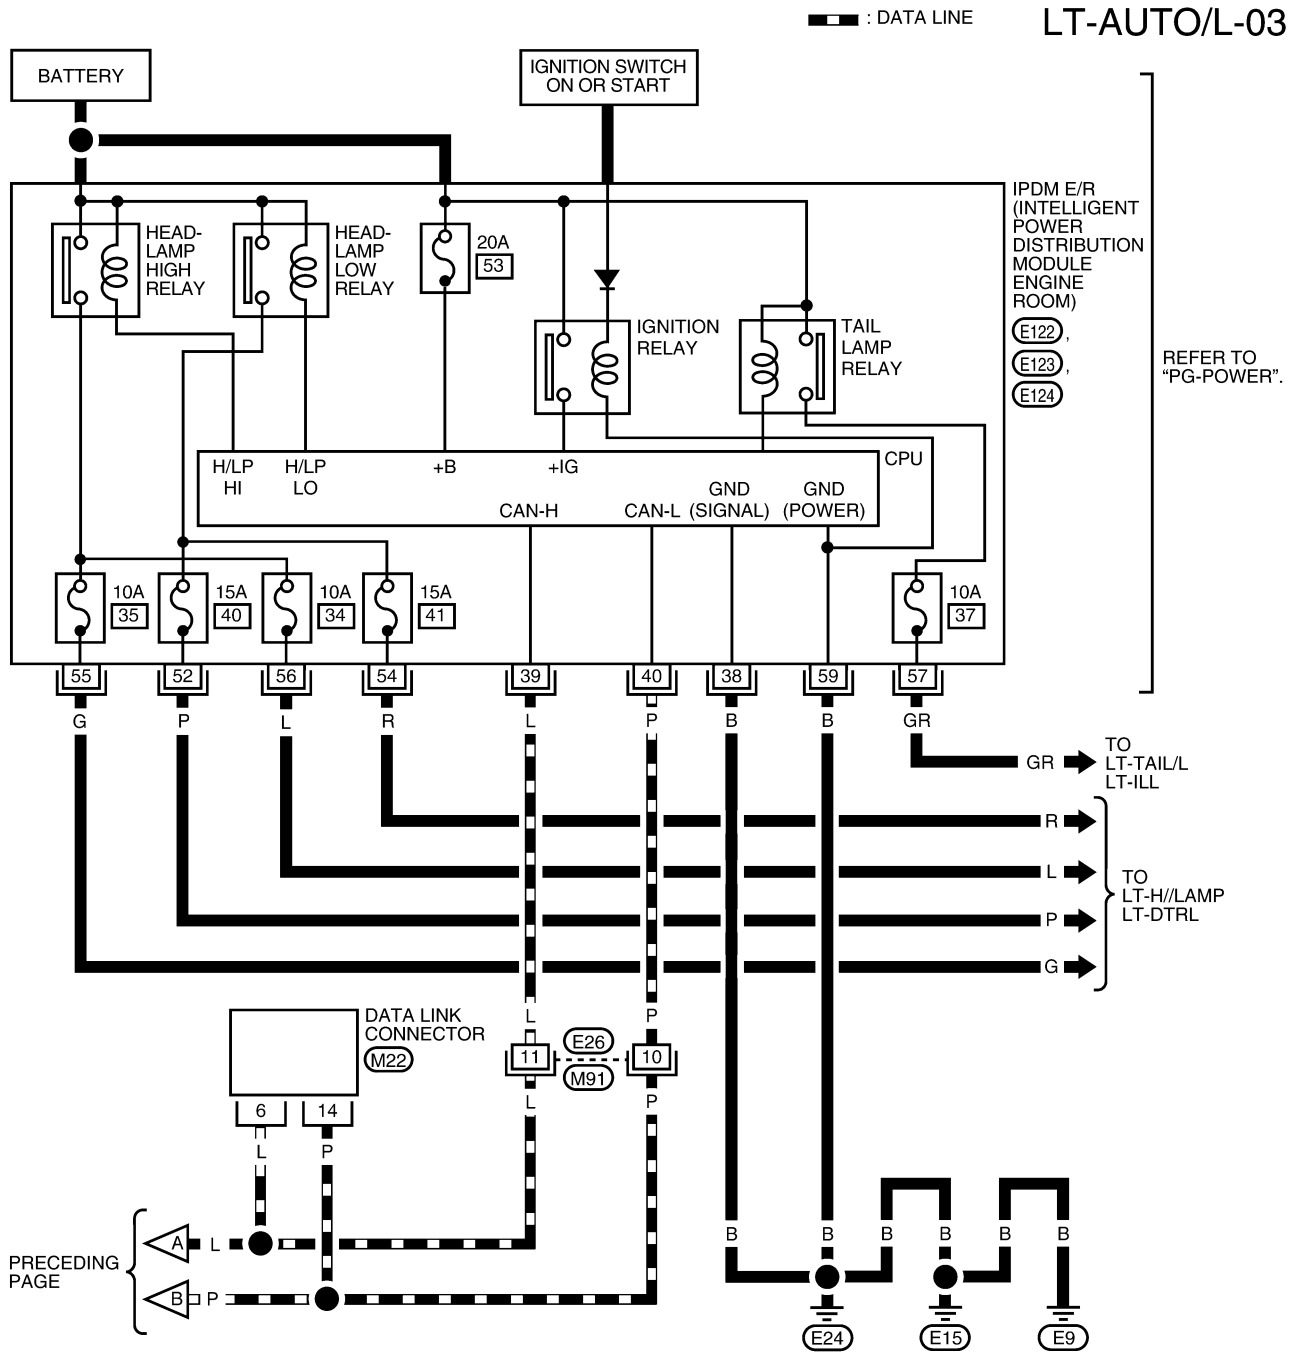 : DATA LINE
LT-AUTO/L-03
BATTERY
IGNITION SWITCH
ON OR START
IPDM E/R
(INTELLIGENT
POWER
DISTRIBUTION
MODULE
ENGINE
ROOM)
E122 ,
E123 ,
E124
REFER TO
“PG-POWER”.
HEAD-
LAMP
HIGH
RELAY
HEAD-
LAMP
LOW
RELAY
20A
53
IGNITION
RELAY
TAIL
LAMP
RELAY
CPU
H/LP
HI
H/LP
LO
+B
+IG
CAN-H
CAN-L
GND
(SIGNAL)
GND
(POWER)
10A
35
15A
40
10A
34
15A
41
10A
37
55
52
56
54
39
40
38
59
57
G
P
L
R
L
P
B
B
GR
GR
TO
LT-TAIL/L
LT-ILL
R
L
P
G
TO
LT-H//LAMP
LT-DTRL
DATA LINK
CONNECTOR
M22
L
P
11
E26
M91
10
L
P
6
14
L
P
PRECEDING
PAGE
A
L
B
P
B
B
B
B
B
B
E24
E15
E9